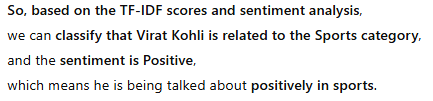 So, based on the TF-IDF scores and sentiment analysis,
we can classify that Virat Kohli is related to the Sports category,
and the sentiment is Positive,
which means he is being talked about positively in sports.